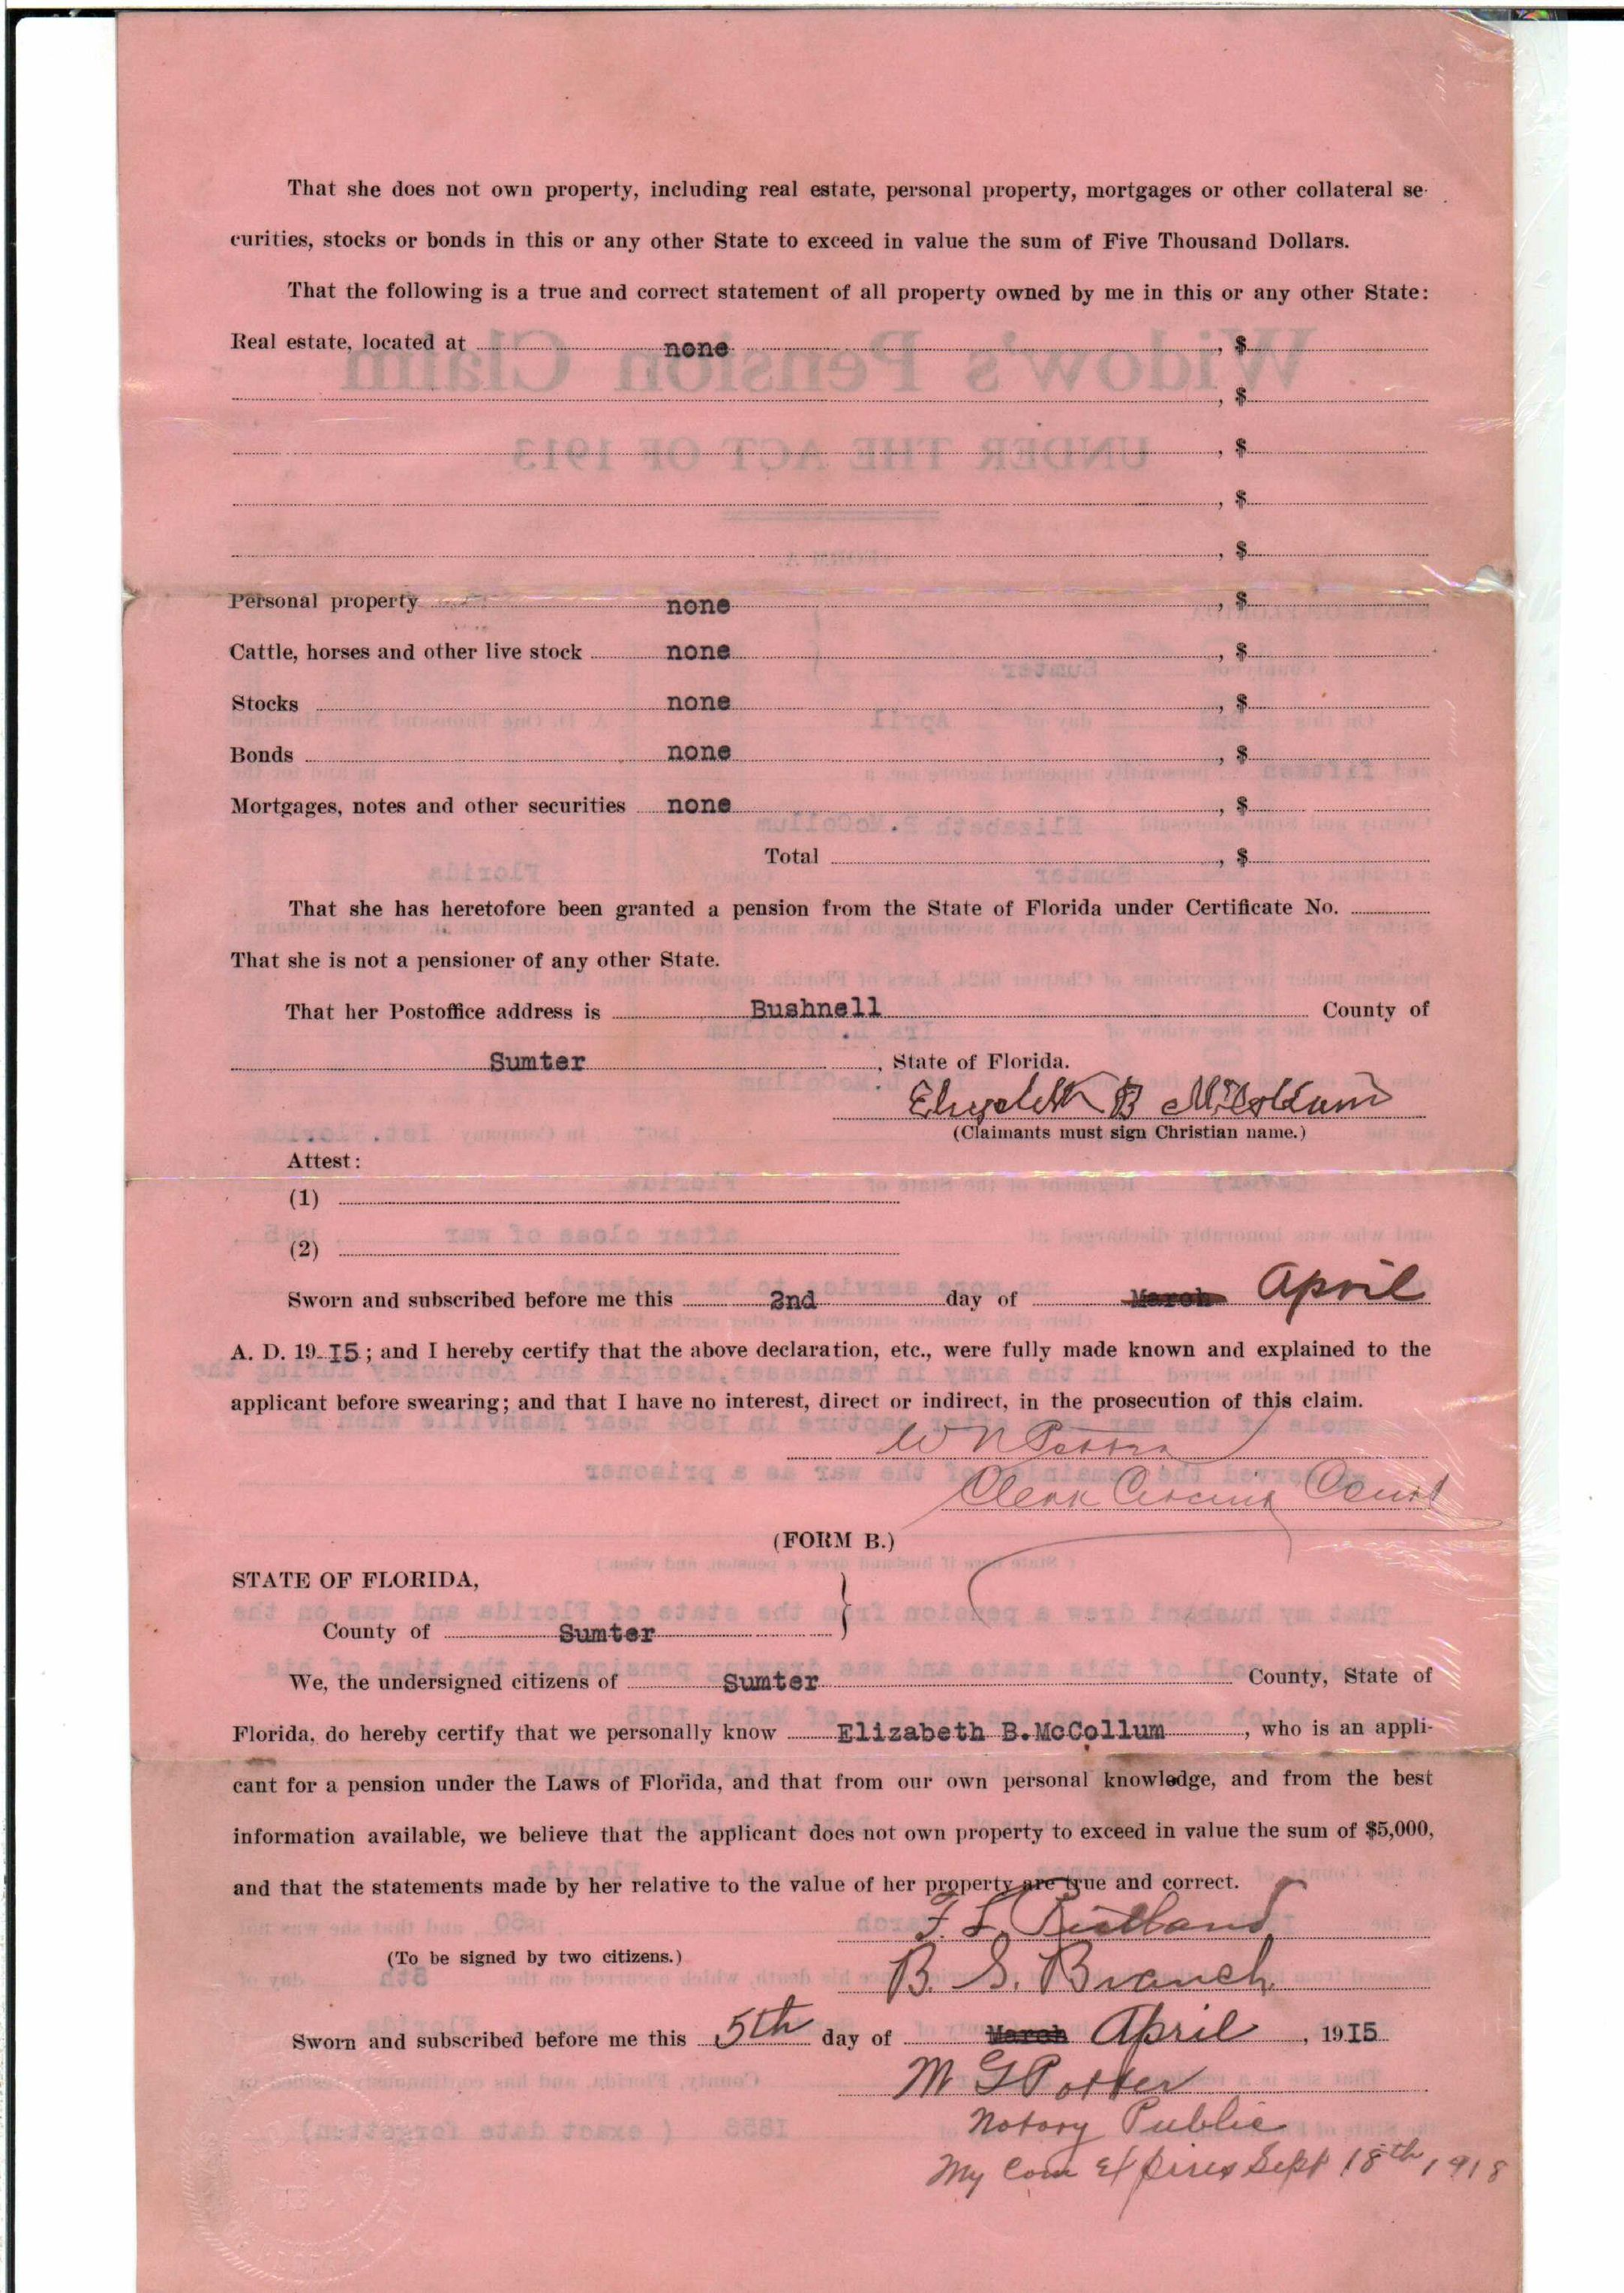 That she does not own property, including real estate, personal property, mortgages or other collateral se-
curities, stocks or bonds in this or any other State to exceed in value the sum of Five Thousand Dollars.
That the following is a true and correct statement of all property owned by me in this or any other State:
Real estate, located at none , $
, $
, $
, $
, $
Personal property none , $
Cattle, horses and other live stock none , $
Stocks none , $
Bonds none , $
Mortgages, notes and other securities none , $
Total , $
That she has heretofore been granted a pension from the State of Florida under Certificate No.
That she is not a pensioner of any other State.
That her Postoffice address is Bushnell County of
Sumter , State of Florida.
Elizabeth B McCollum
(Claimants must sign Christian name.)
Attest:
(1)
(2)
Sworn and subscribed before me this 2nd day of March April
A. D. 19 I5; and I hereby certify that the above declaration, etc., were fully made known and explained to the
applicant before swearing; and that I have no interest, direct or indirect, in the prosecution of this claim.
W N
Clerk Circuit Court
(FORM B.)
STATE OF FLORIDA,
County of Sumter
We, the undersigned citizens of Sumter County, State of
Florida, do hereby certify that we personally know Elizabeth B.McCollum , who is an appli-
cant for a pension under the Laws of Florida, and that from our own personal knowledge, and from the best
information available, we believe that the applicant does not own property to exceed in value the sum of $5,000,
and that the statements made by her relative to the value of her property are true and correct.
(To be signed by two citizens.)
B. S. Branch
Sworn and subscribed before me this 5th day of March April , 19I5
M G Potter
Notary Public
My Com Expires Sept 18th, 1918